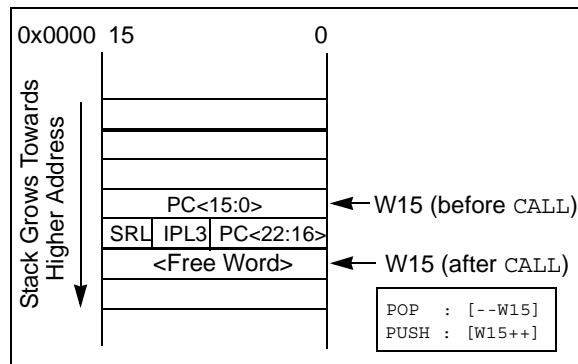 0x0000 15 0
Stack Grows Towards
Higher Address
PC<15:0>
W15 (before CALL)
SRL IPL3 PC<22:16>
<Free Word>
W15 (after CALL)
POP : [--W15]
PUSH : [W15++]